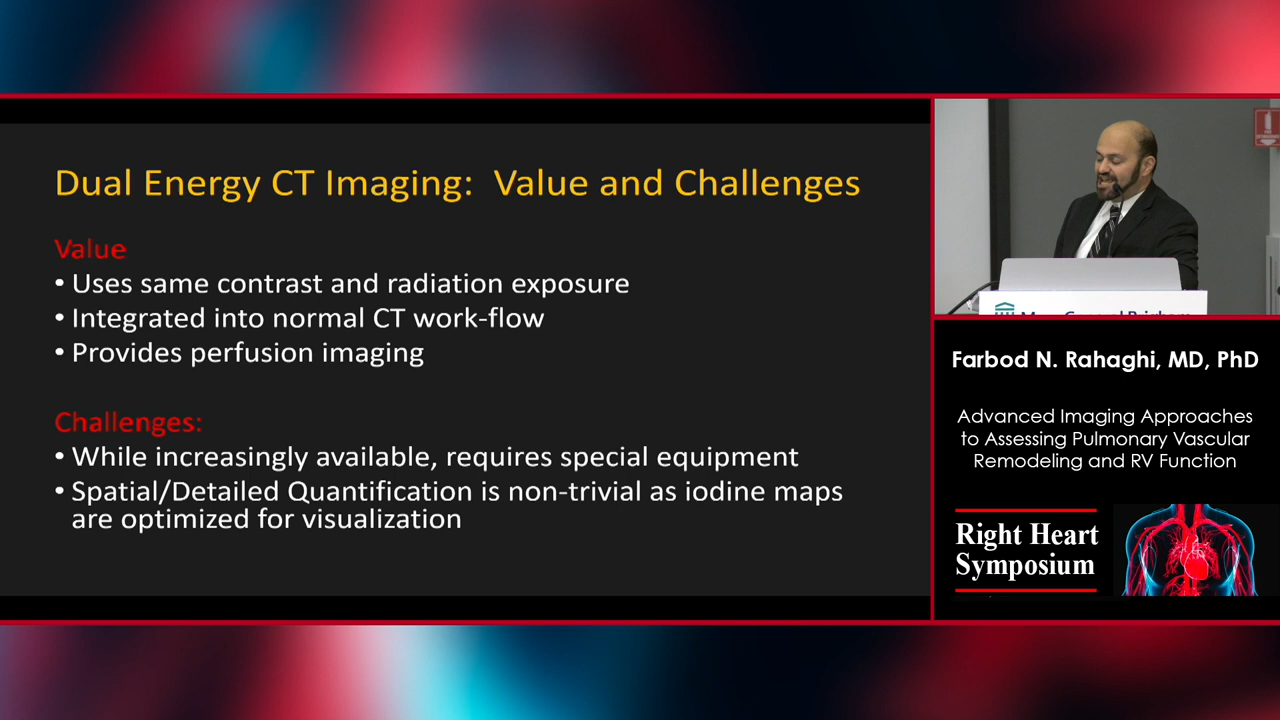 Dual Energy CT Imaging: Value and Challenges
Value
• Uses same contrast and radiation exposure
• Integrated into normal CT work-flow
• Provides perfusion imaging
Challenges:
• While increasingly available, requires special equipment
• Spatial/Detailed Quantification is non-trivial as iodine maps
are optimized for visualization
Farbod N. Rahaghi, MD, PhD
Advanced Imaging Approaches
to Assessing Pulmonary Vascular
Remodeling and RV Function
Right Heart
Symposium